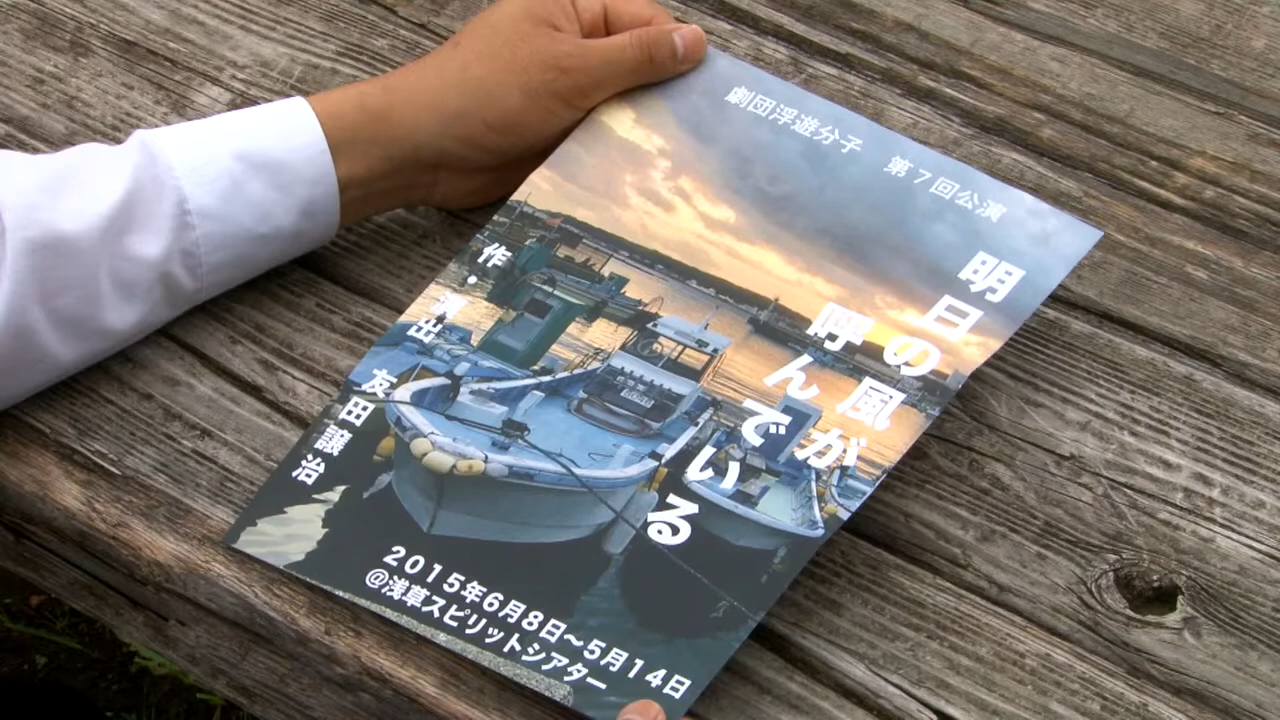 劇団浮遊分子 第7回公演
明日の風が
呼んでいる
作・演出 友田譲治
2015年6月8日～5月14日
@浅草スピリットシアター